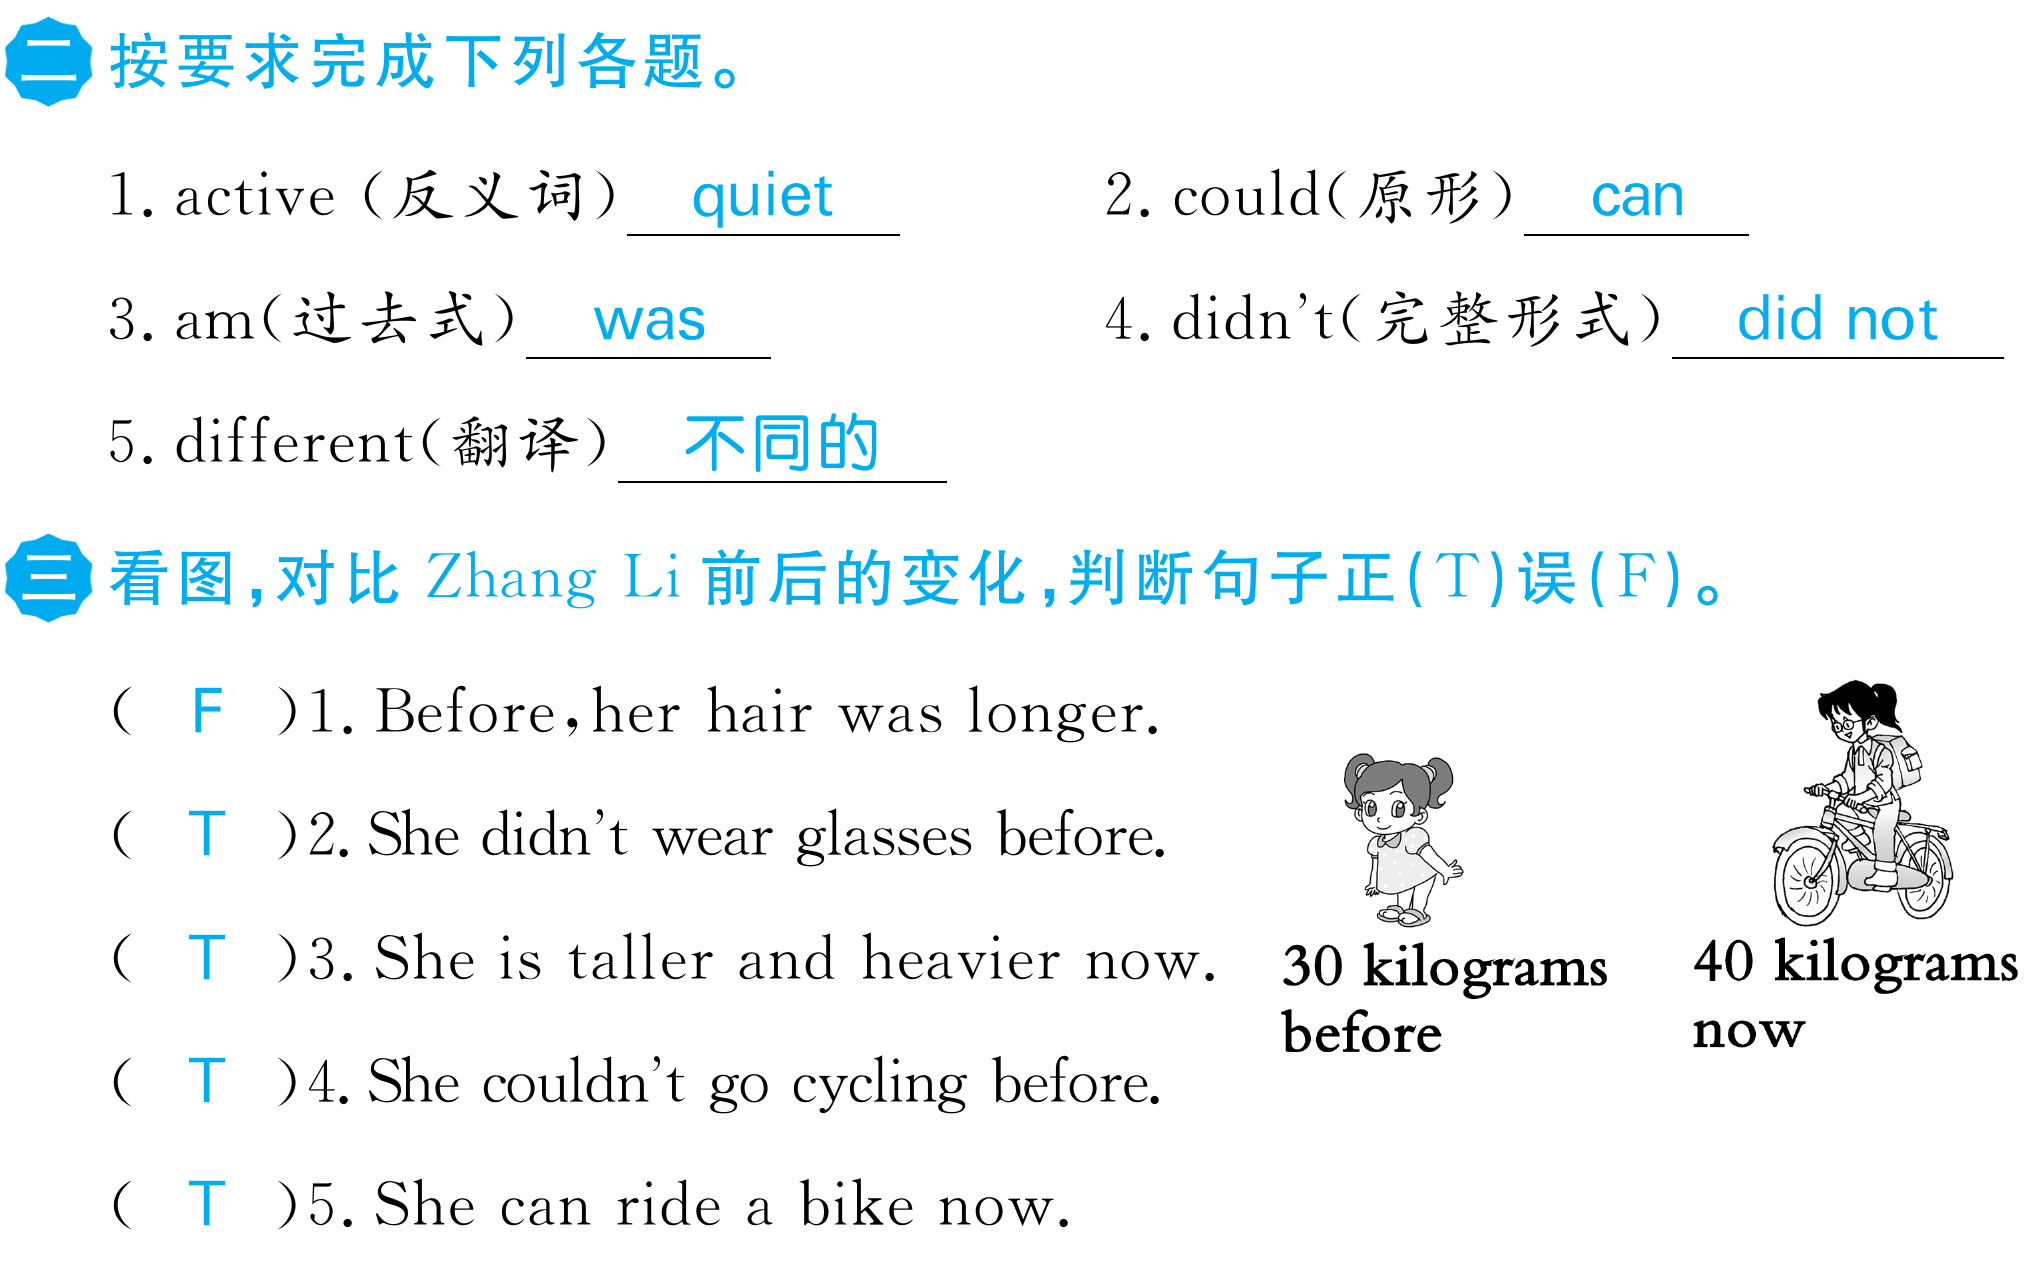 二 按要求完成下列各题。
1. active (反义词) quiet 2. could(原形) can
3. am(过去式) was 4. didn’t(完整形式) did not
5. different(翻译) 不同的
三 看图,对比 Zhang Li 前后的变化,判断句子正(T)误(F)。
( F )1. Before,her hair was longer.
( T )2. She didn’t wear glasses before.
( T )3. She is taller and heavier now.
( T )4. She couldn’t go cycling before.
( T )5. She can ride a bike now.
30 kilograms
before
40 kilograms
now